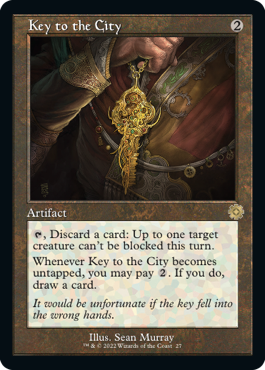 Key to the City 2
Artifact
T, Discard a card: Up to one target
creature can't be blocked this turn.
Whenever Key to the City becomes
untapped, you may pay 2. If you do,
draw a card.
It would be unfortunate if the key fell into
the wrong hands.
Illus. Sean Murray
™ & © 2022 Wizards of the Coast 27